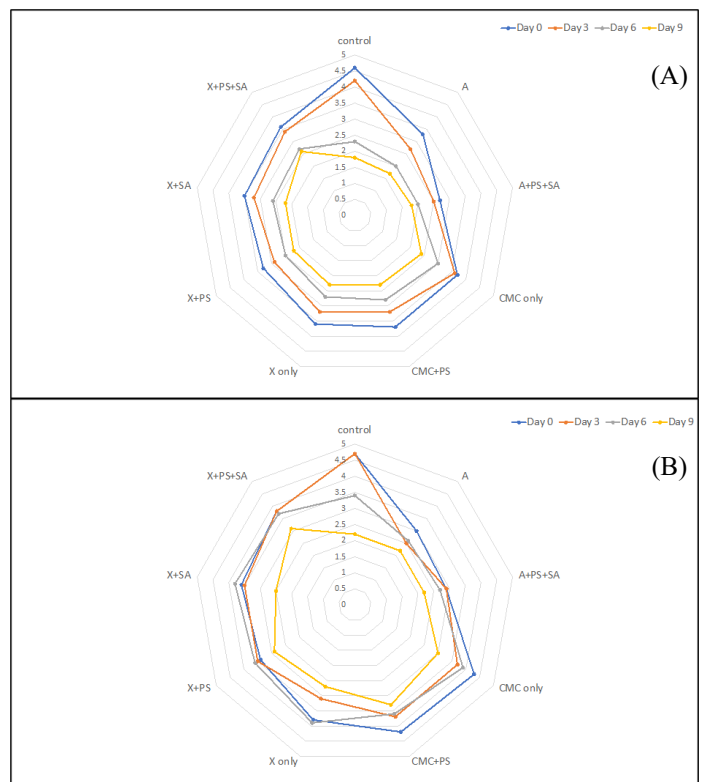 Day 0 Day 3 Day 6 Day 9
(A)
control
A
A+PS+SA
CMC only
CMC+PS
X only
X+PS
X+SA
X+PS+SA
5
4.5
4
3.5
3
2.5
2
1.5
1
0.5
0
Day 0 Day 3 Day 6 Day 9
(B)
control
A
A+PS+SA
CMC only
CMC+PS
X only
X+PS
X+SA
X+PS+SA
5
4.5
4
3.5
3
2.5
2
1.5
1
0.5
0